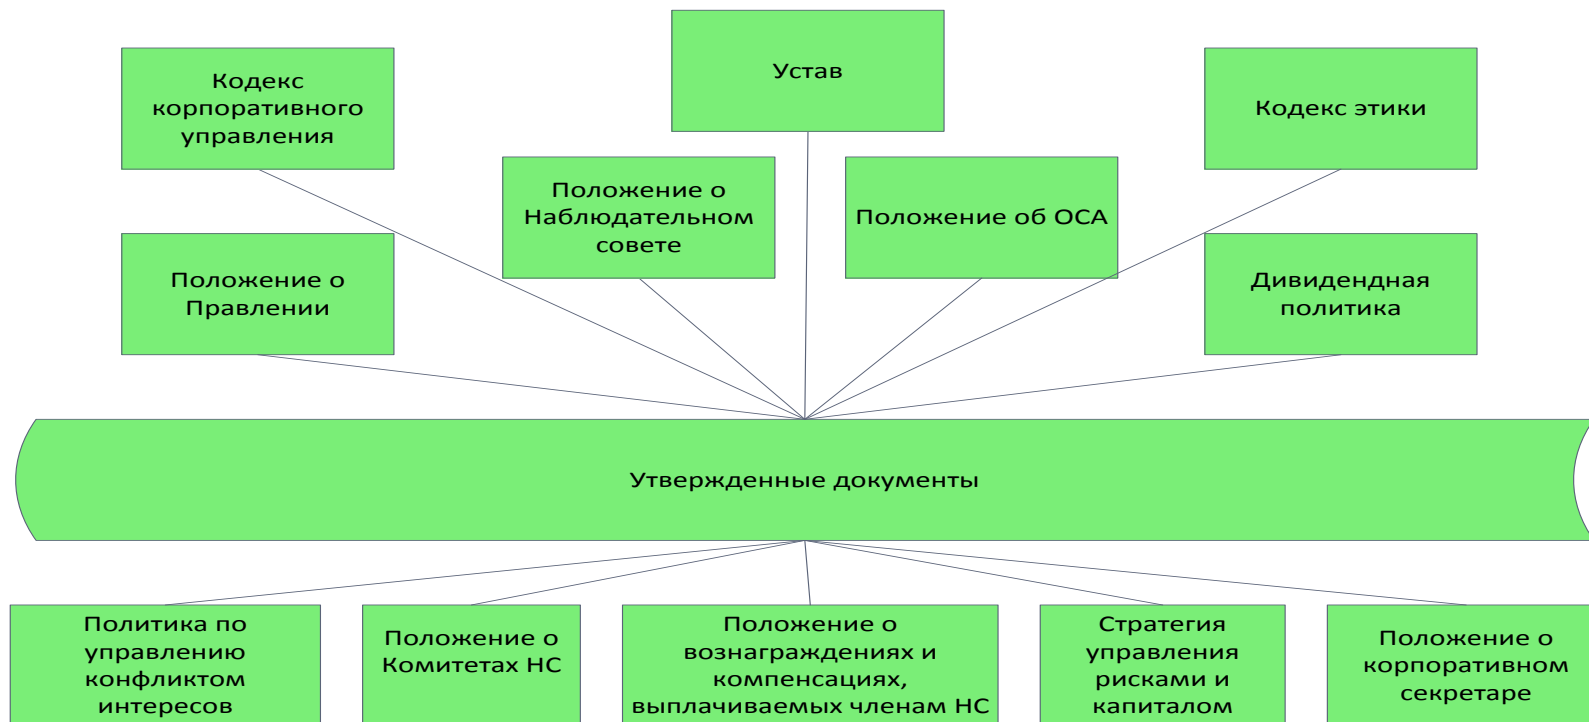 Устав
Кодекс
корпоративного
управления
Кодекс этики
Положение о
Наблюдательном
совете
Положение об ОСА
Положение о
Правлении
Дивидендная
политика
Утвержденные документы
Политика по
управлению
конфликтом
интересов
Положение о
Комитетах НС
Положение о
вознаграждениях и
компенсациях,
выплачиваемых членам НС
Стратегия
управления
рисками и
капиталом
Положение о
корпоративном
секретаре